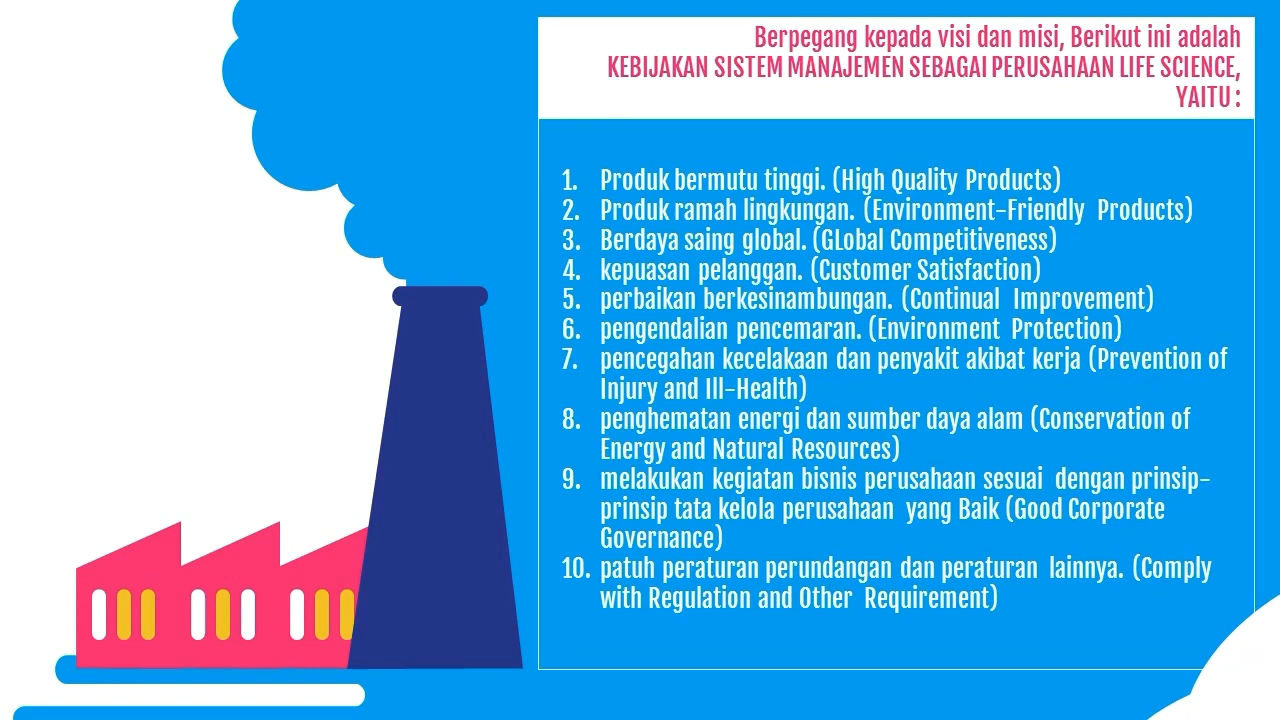 Berpegang kepada visi dan misi, Berikut ini adalah
KEBIJAKAN SISTEM MANAJEMEN SEBAGAI PERUSAHAAN LIFE SCIENCE,
YAITU :
1. Produk bermutu tinggi. (High Quality Products)
2. Produk ramah lingkungan. (Environment-Friendly Products)
3. Berdaya saing global. (GLobal Competitiveness)
4. kepuasan pelanggan. (Customer Satisfaction)
5. perbaikan berkesinambungan. (Continual Improvement)
6. pengendalian pencemaran. (Environment Protection)
7. pencegahan kecelakaan dan penyakit akibat kerja (Prevention of
Injury and Ill-Health)
8. penghematan energi dan sumber daya alam (Conservation of
Energy and Natural Resources)
9. melakukan kegiatan bisnis perusahaan sesuai dengan prinsip-
prinsip tata kelola perusahaan yang Baik (Good Corporate
Governance)
10. patuh peraturan perundangan dan peraturan lainnya. (Comply
with Regulation and Other Requirement)